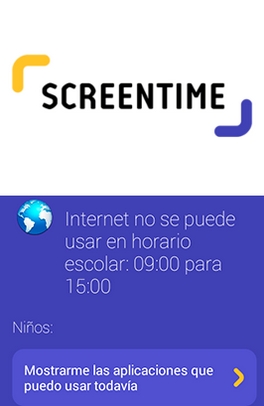 SCREENTIME
Internet no se puede
usar en horario
escolar: 09:00 para
15:00
Niños:
Mostrarme las aplicaciones que
puedo usar todavía